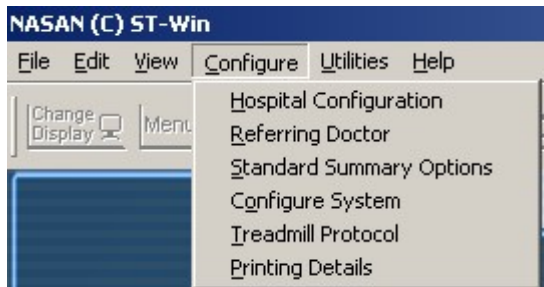 NASAN (C) ST-Win
File Edit View Configure Utilities Help
Change
Display
Menu
Hospital Configuration
Referring Doctor
Standard Summary Options
Configure System
Treadmill Protocol
Printing Details